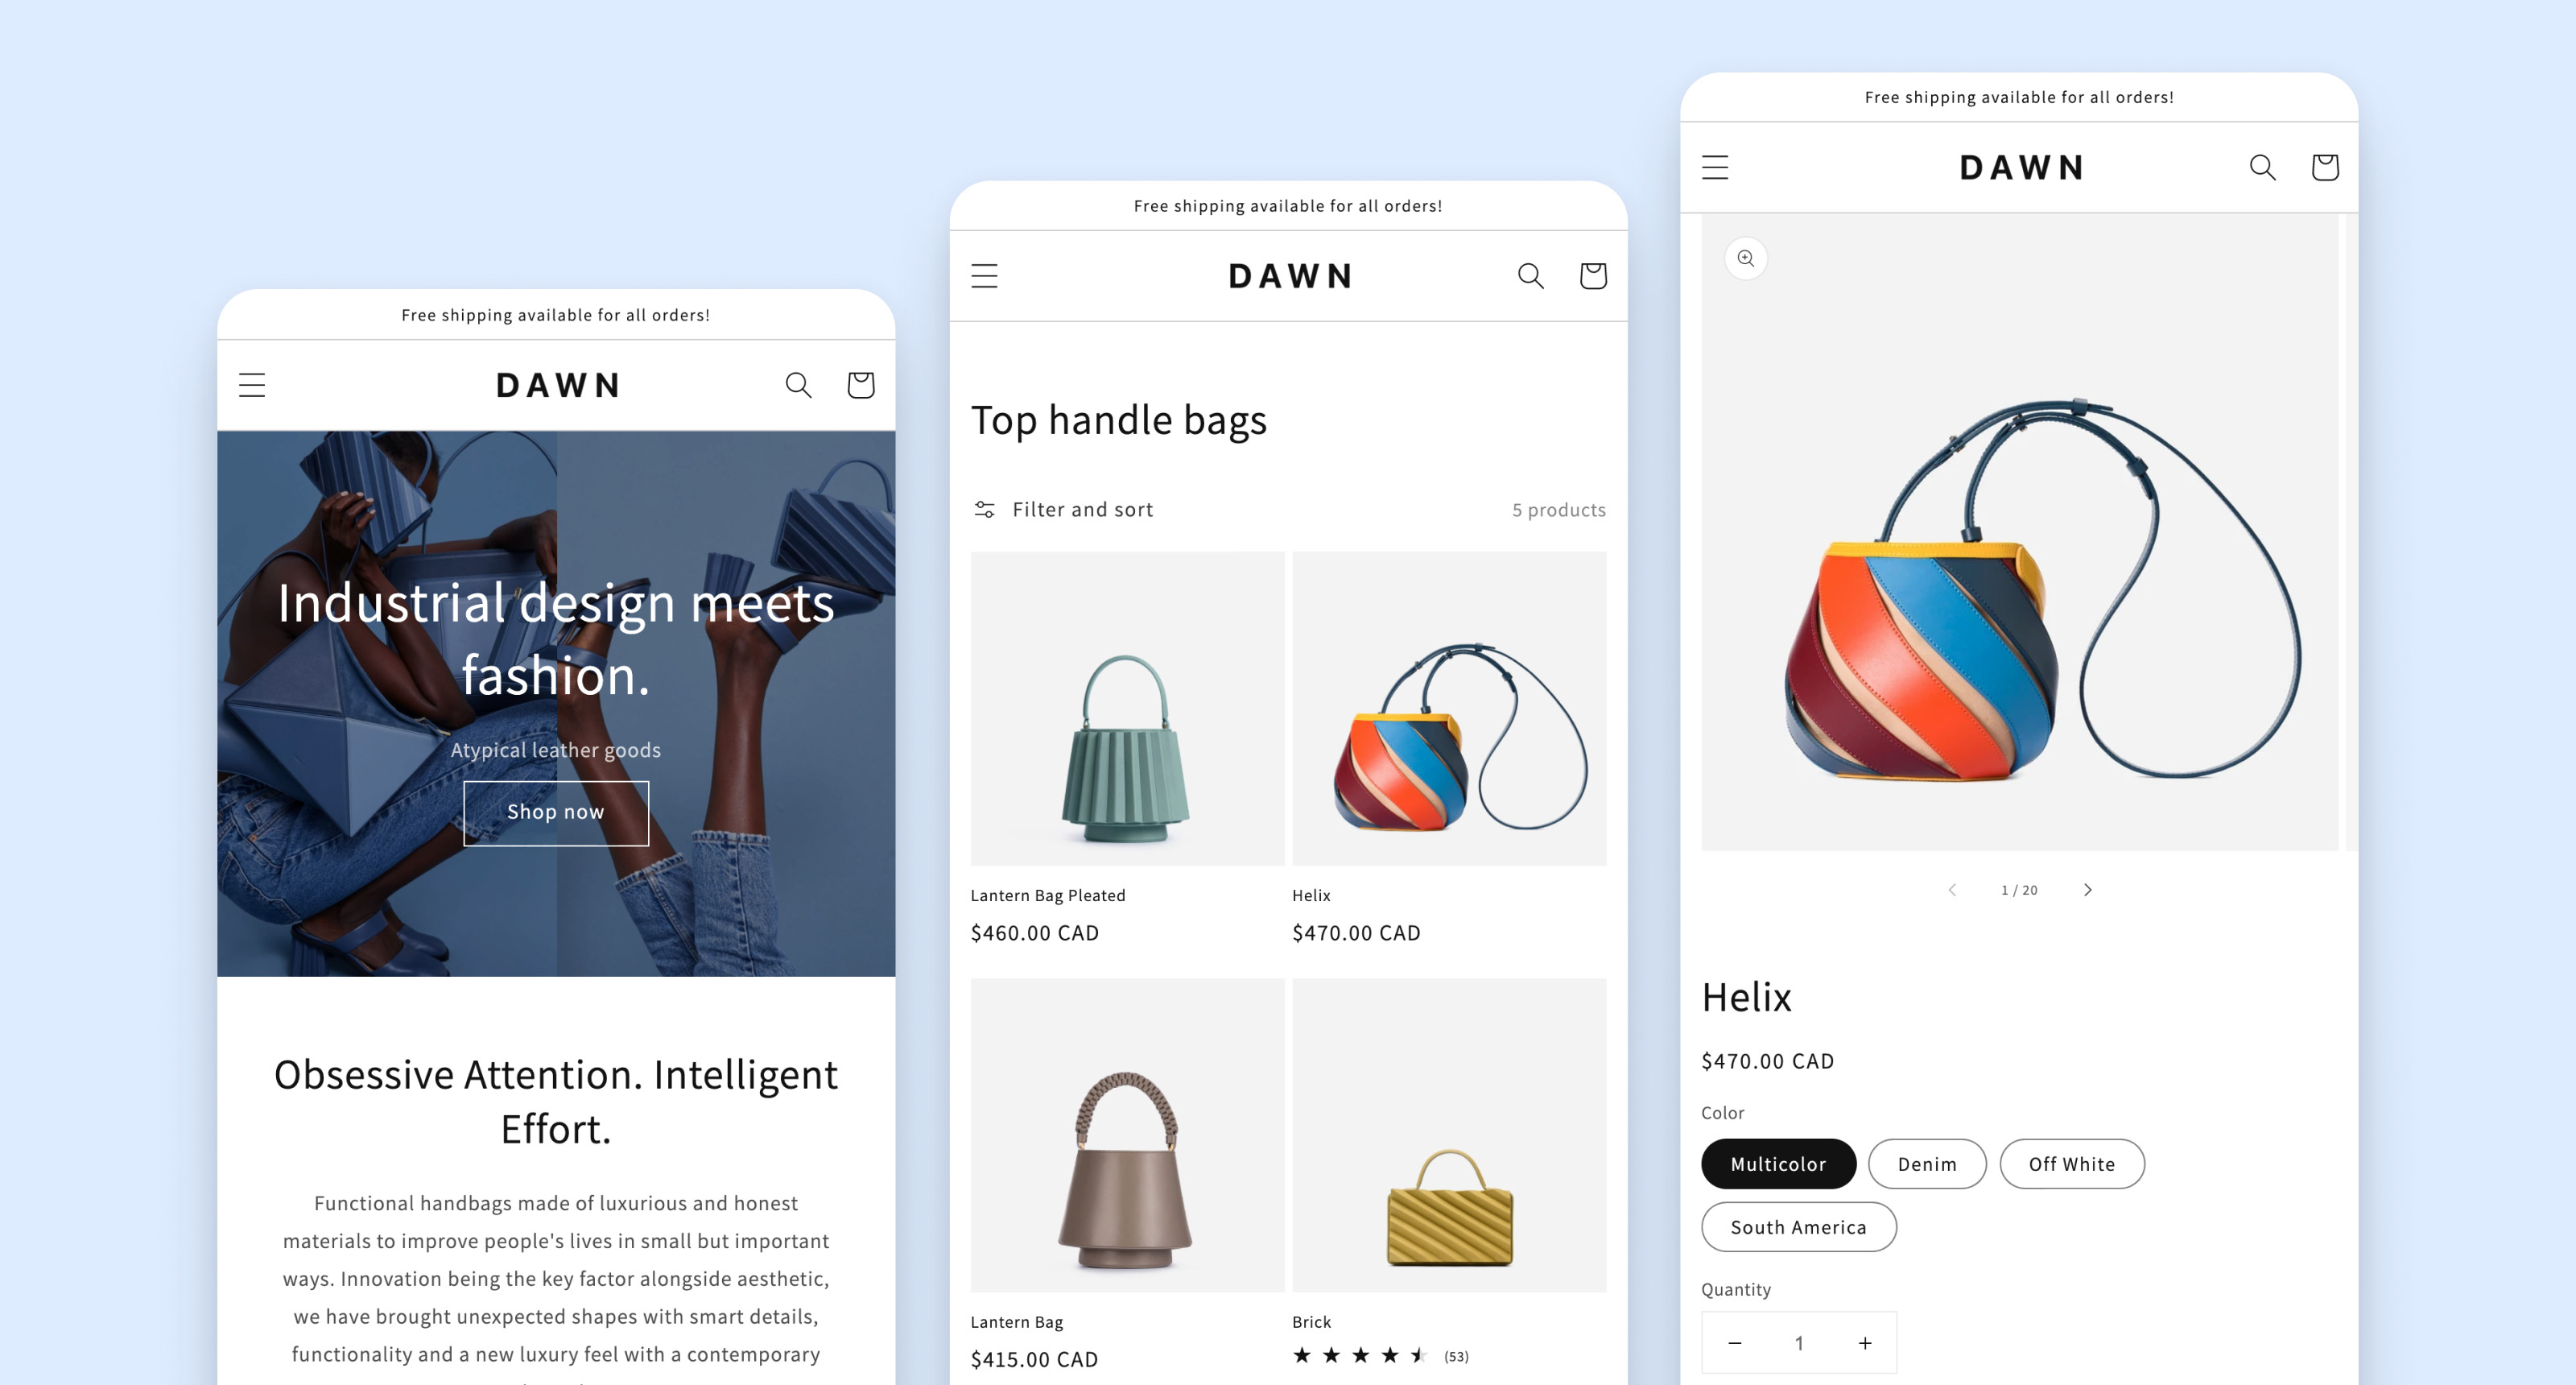 Free shipping available for all orders!
DAWN
Industrial design meets
fashion.
Atypical leather goods
Shop now
Obsessive Attention. Intelligent
Effort.
Functional handbags made of luxurious and honest
materials to improve people's lives in small but important
ways. Innovation being the key factor alongside aesthetic,
we have brought unexpected shapes with smart details,
functionality and a new luxury feel with a contemporary
Free shipping available for all orders!
DAWN
Top handle bags
Filter and sort
5 products
Lantern Bag Pleated
$460.00 CAD
Helix
$470.00 CAD
Lantern Bag
$415.00 CAD
Brick
(53)
Free shipping available for all orders!
DAWN
1 / 20
Helix
$470.00 CAD
Color
Multicolor
Denim
Off White
South America
Quantity
1